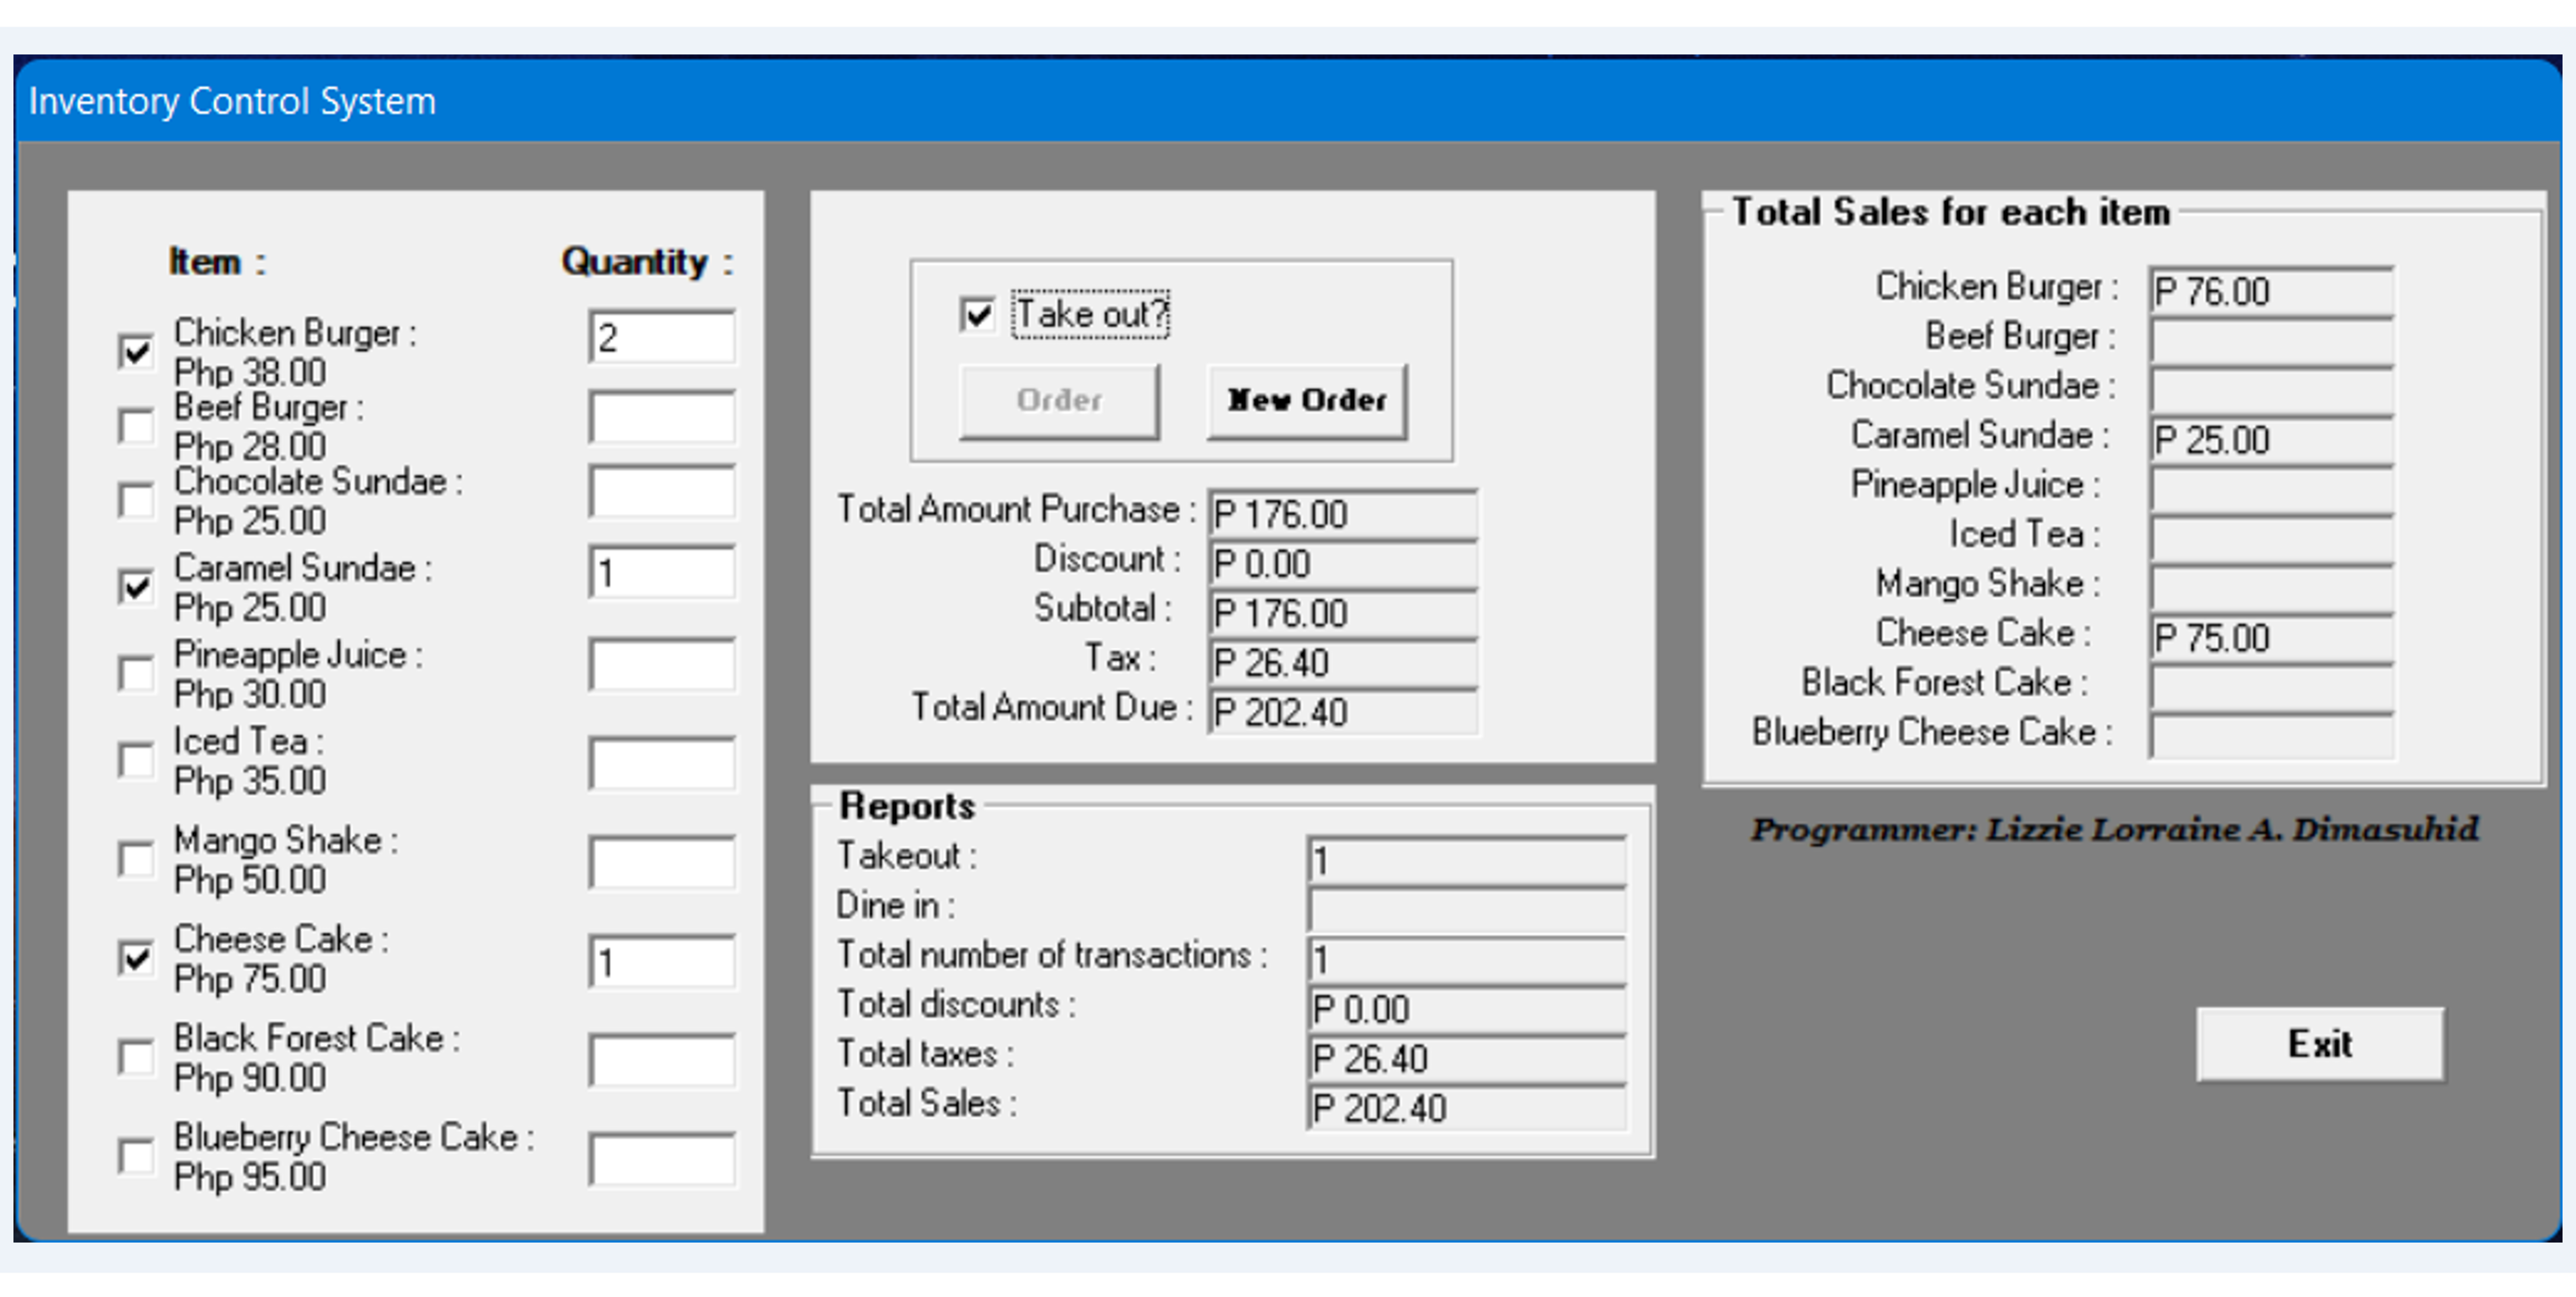 Inventory Control System
Item :
Quantity :
Chicken Burger :
Php 38.00
2
Beef Burger :
Php 28.00
Chocolate Sundae :
Php 25.00
Caramel Sundae :
Php 25.00
1
Pineapple Juice :
Php 30.00
Iced Tea :
Php 35.00
Mango Shake :
Php 50.00
Cheese Cake :
Php 75.00
1
Black Forest Cake :
Php 90.00
Blueberry Cheese Cake :
Php 95.00
Take out?
Order
New Order
Total Amount Purchase : P 176.00
Discount : P 0.00
Subtotal : P 176.00
Tax : P 26.40
Total Amount Due : P 202.40
Reports
Takeout : 1
Dine in :
Total number of transactions : 1
Total discounts : P 0.00
Total taxes : P 26.40
Total Sales : P 202.40
Total Sales for each item
Chicken Burger : P 76.00
Beef Burger :
Chocolate Sundae :
Caramel Sundae : P 25.00
Pineapple Juice :
Iced Tea :
Mango Shake :
Cheese Cake : P 75.00
Black Forest Cake :
Blueberry Cheese Cake :
Programmer: Lizzie Lorraine A. Dimasuhid
Exit